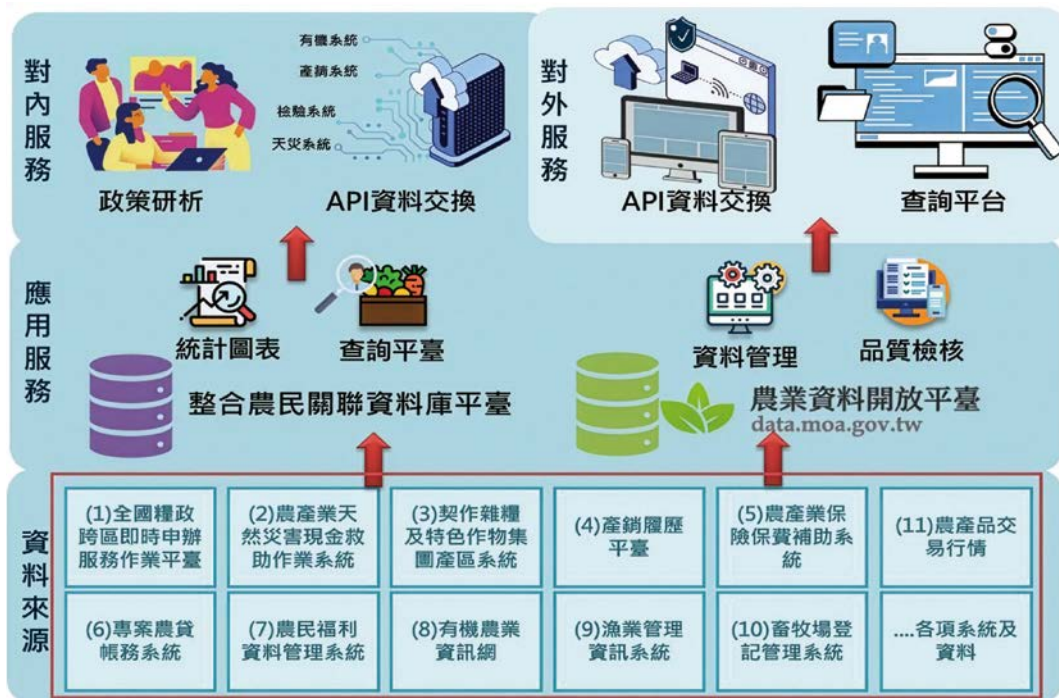 對內服務
有機系統
產銷系統
檢驗系統
天災系統
政策研析
API資料交換
對外服務
API資料交換
查詢平台
應用服務
統計圖表
查詢平臺
整合農民關聯資料庫平臺
資料管理
品質檢核
農業資料開放平臺
data.moa.gov.tw
資料來源
(1)全國糧政
跨區即時申辦
服務作業平臺
(2)農產業天
然災害現金救
助作業系統
(3)契作雜糧
及特色作物集
團產區系統
(4)產銷履歷
平臺
(5)農產業保
險保費補助系
統
(11)農產品交
易行情
(6)專案農貸
帳務系統
(7)農民福利
資料管理系統
(8)有機農業
資訊網
(9)漁業管理
資訊系統
(10)畜牧場登
記管理系統
....各項系統及
資料